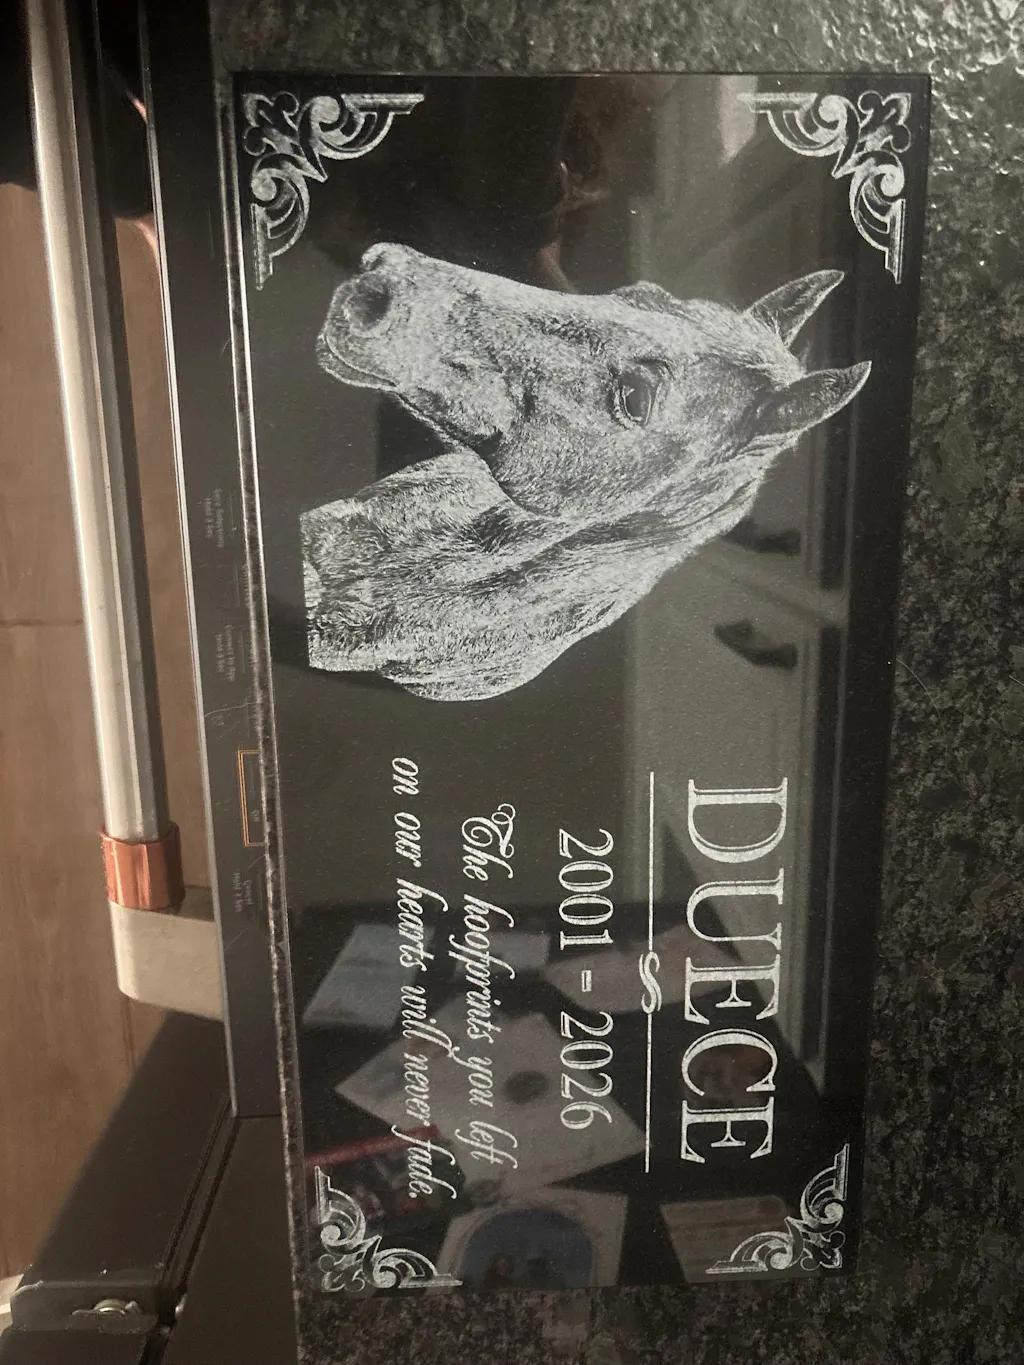 DUECE
2001 - 2026
The hoofprints you left
on our hearts will never fade.